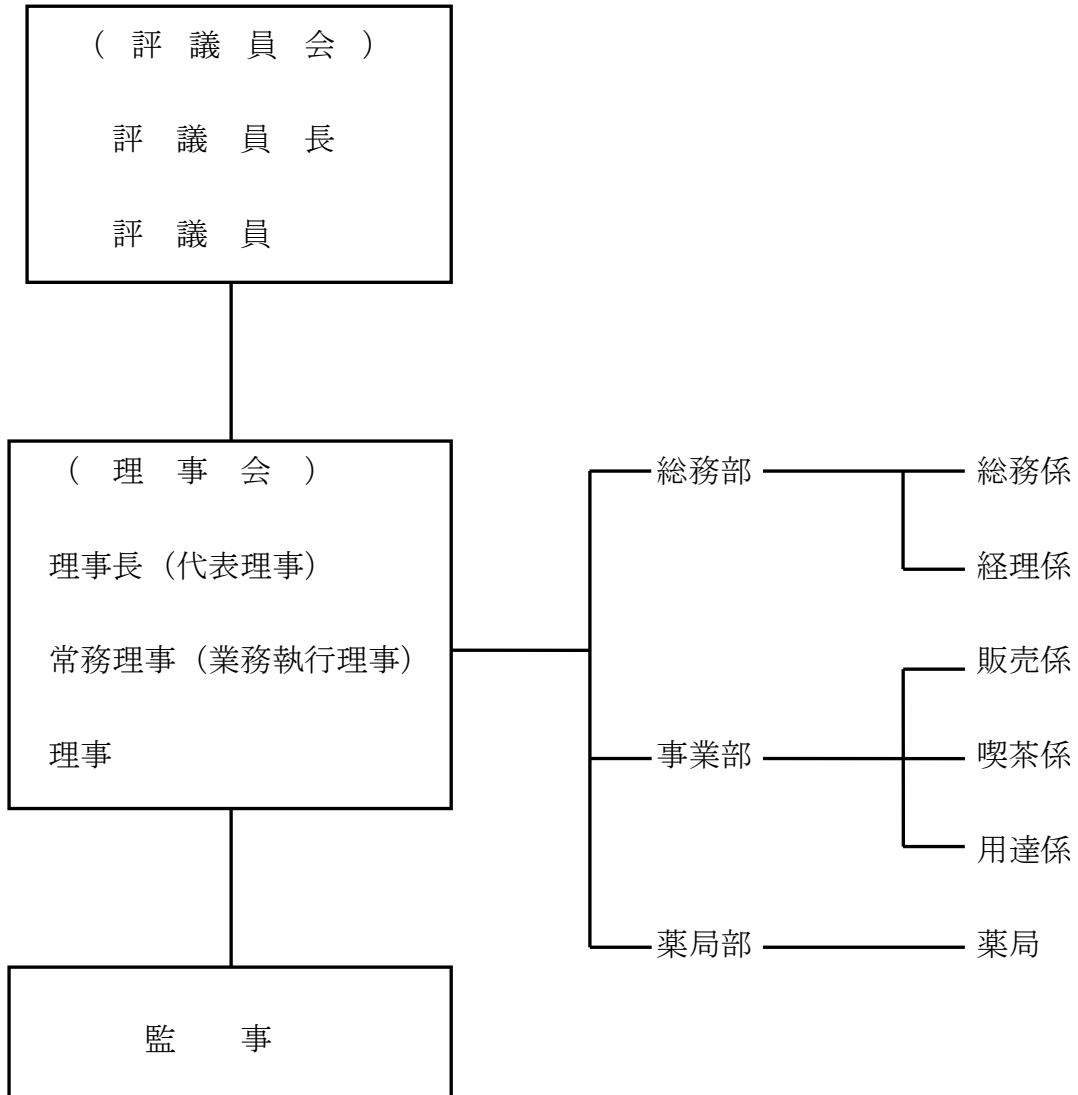 （評議員会）
評議員長
評議員
（理事会）
理事長（代表理事）
常務理事（業務執行理事）
理事
監事
総務部
総務係
経理係
事業部
販売係
喫茶係
用達係
薬局部
薬局